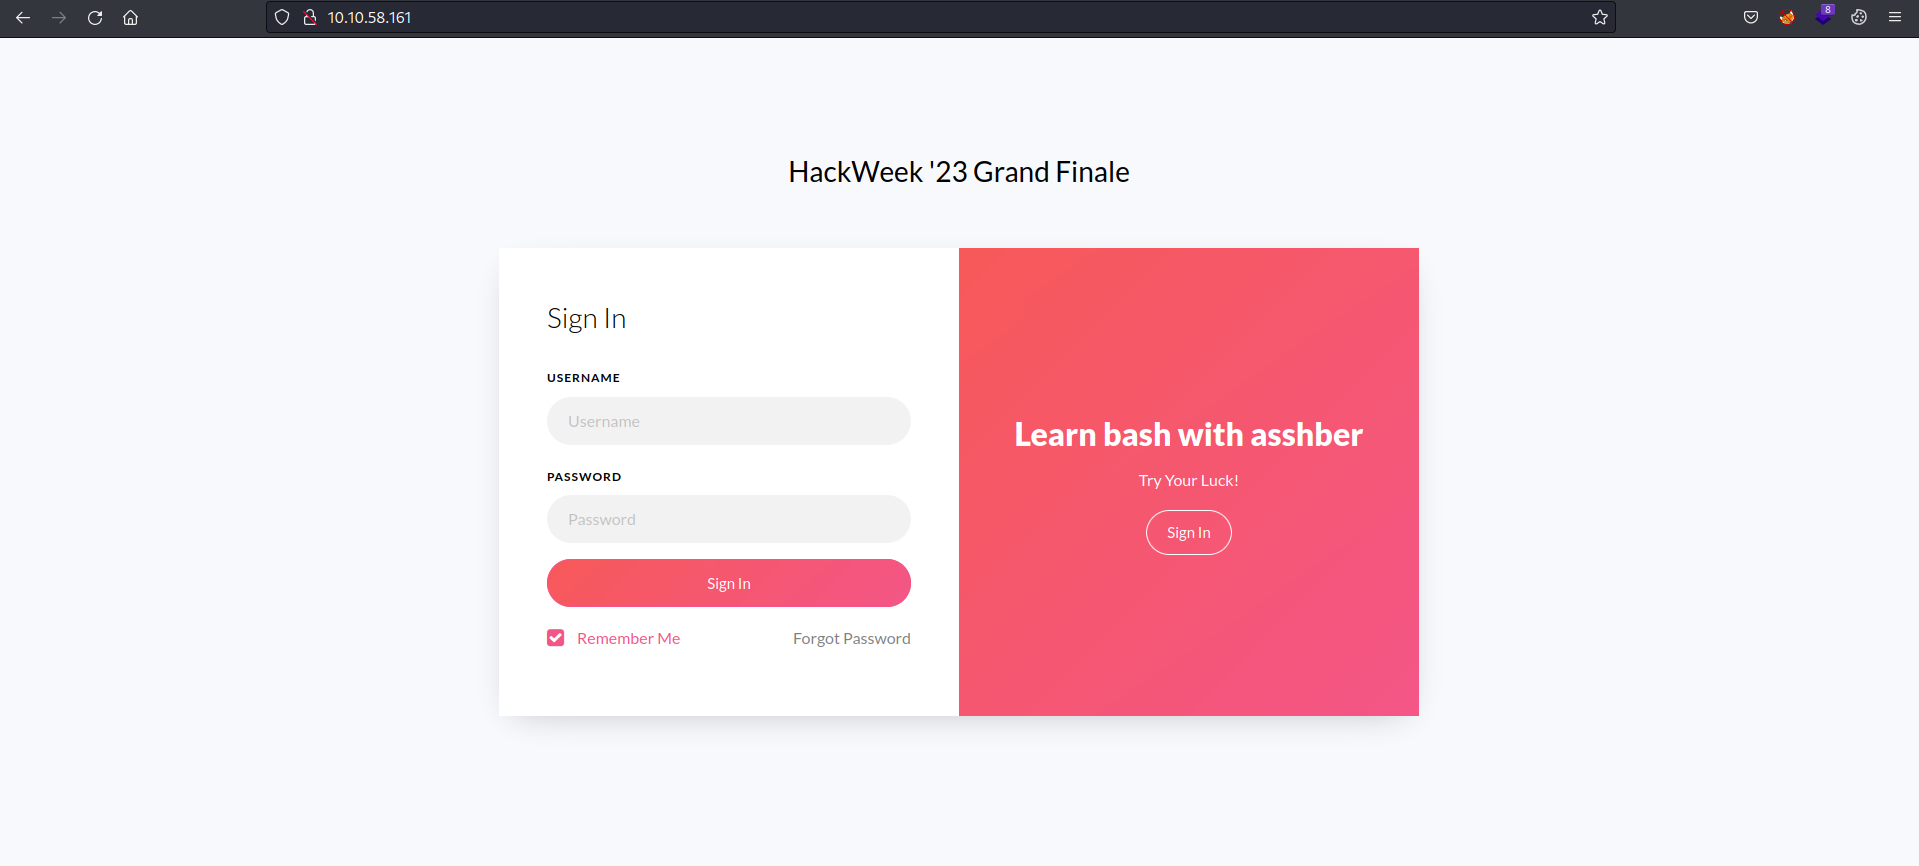 10.10.58.161
8
HackWeek '23 Grand Finale
Sign In
USERNAME
Username
PASSWORD
Password
Sign In
Remember Me
Forgot Password
Learn bash with asshber
Try Your Luck!
Sign In